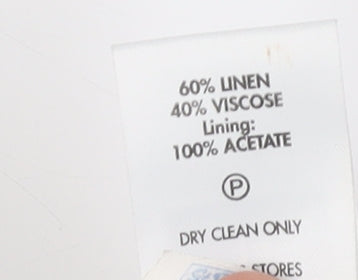 60% LINEN
40% VISCOSE
Lining:
100% ACETATE
P
DRY CLEAN ONLY
STORES